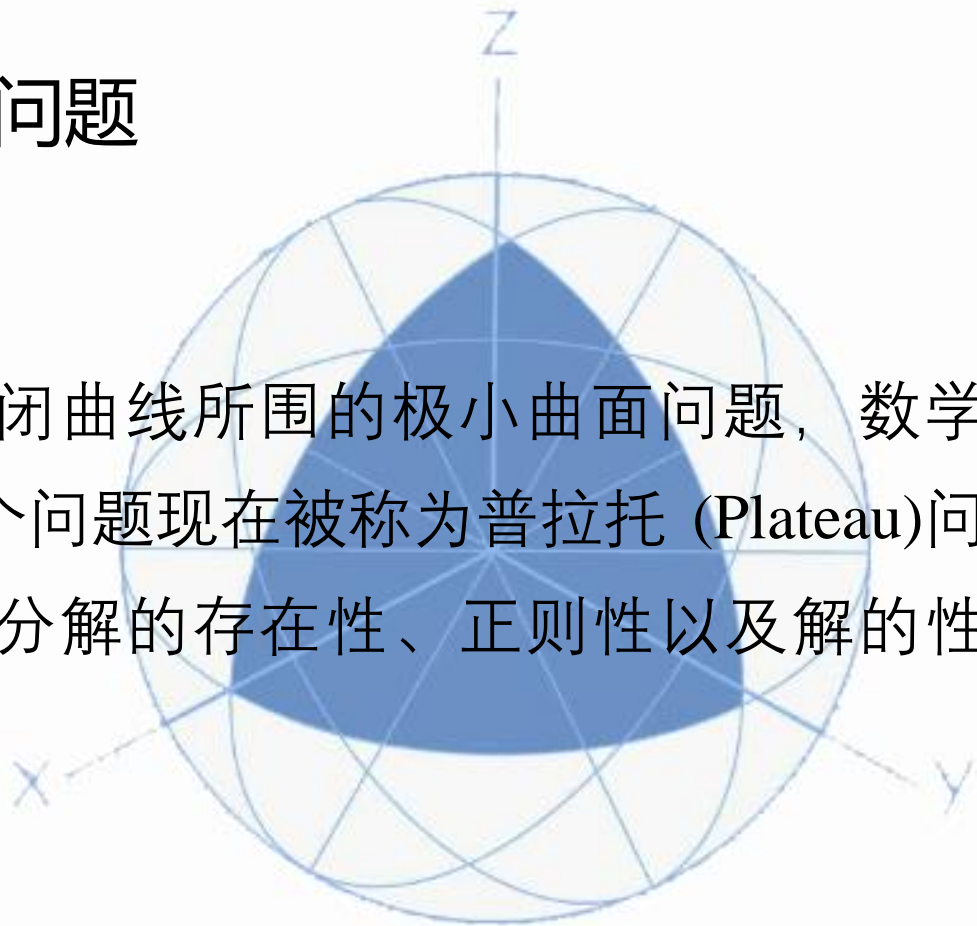 Z
问题
闭曲线所围的极小曲面问题，数学
个问题现在被称为普拉托 (Plateau)问
分解的存在性、正则性以及解的性
X
Y